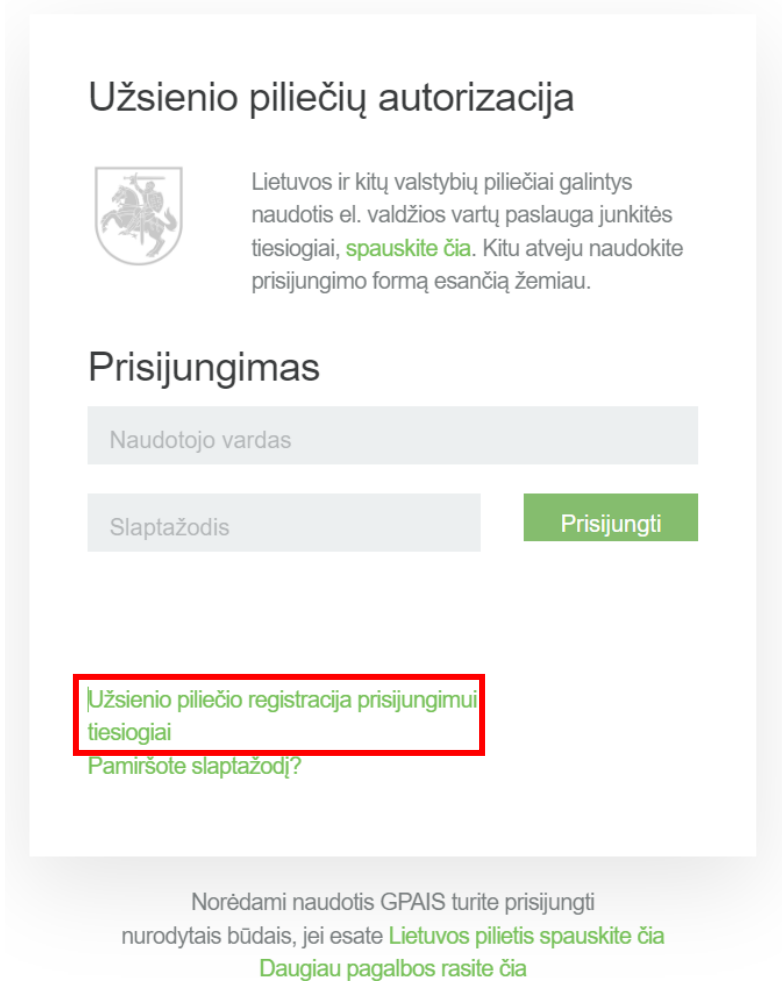 Užsienio piliečių autorizacija
Lietuvos ir kitų valstybių piliečiai galintys
naudotis el. valdžios vartų paslauga junkitės
tiesiogiai, spauskite čia. Kitu atveju naudokite
prisijungimo formą esančią žemiau.
Prisijungimas
Naudotojo vardas
Slaptažodis
Prisijungti
Užsienio piliečio registracija prisijungimui
tiesiogiai
Pamiršote slaptažodį?
Norėdami naudotis GPAIS turite prisijungti
nurodytais būdais, jei esate Lietuvos pilietis spauskite čia
Daugiau pagalbos rasite čia